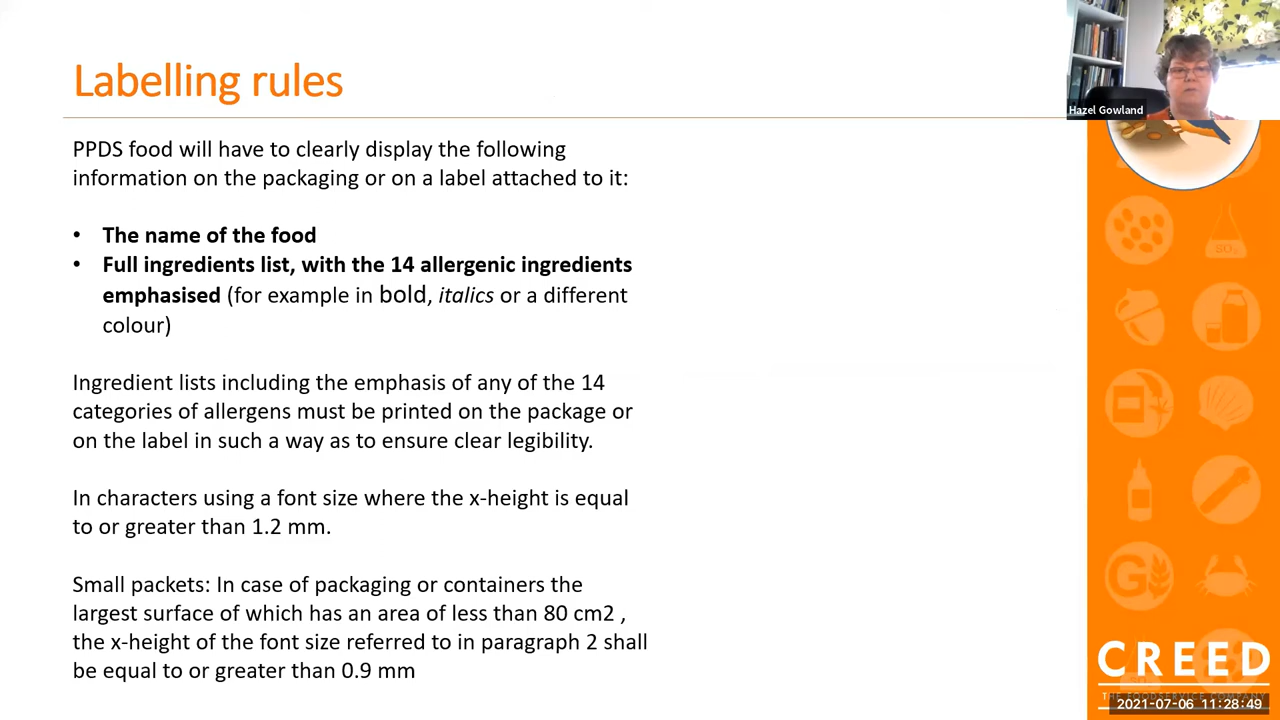 Labelling rules
PPDS food will have to clearly display the following
information on the packaging or on a label attached to it:
• The name of the food
• Full ingredients list, with the 14 allergenic ingredients
emphasised (for example in bold, italics or a different
colour)
Ingredient lists including the emphasis of any of the 14
categories of allergens must be printed on the package or
on the label in such a way as to ensure clear legibility.
In characters using a font size where the x-height is equal
to or greater than 1.2 mm.
Small packets: In case of packaging or containers the
largest surface of which has an area of less than 80 cm2 ,
the x-height of the font size referred to in paragraph 2 shall
be equal to or greater than 0.9 mm
Hazel Gowland
SO₂
G
CREED
THE FOODSERVICE COMPANY
2021-07-06 11:28:49